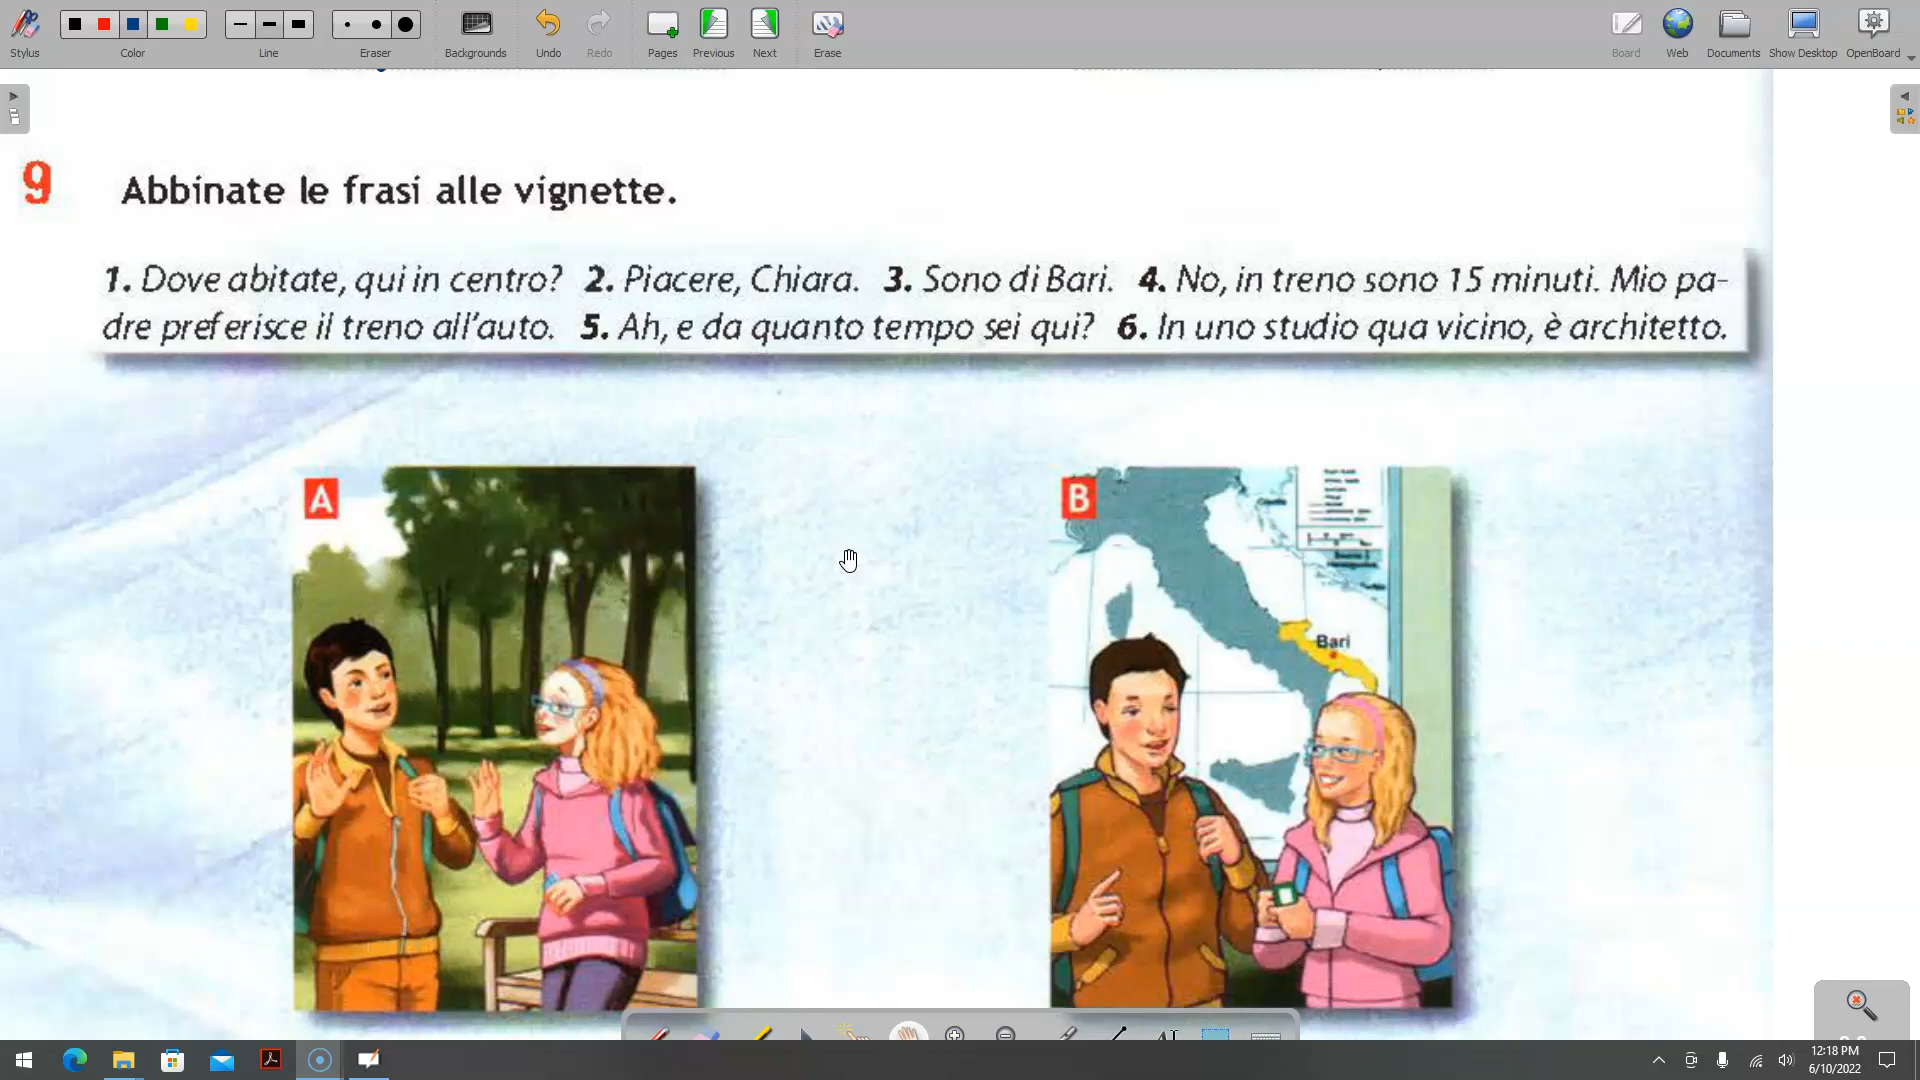 Stylus
Color
Line
Eraser
Backgrounds
Undo
Redo
Pages
Previous
Next
Erase
Board
Web
Documents
Show Desktop
OpenBoard
9 Abbinate le frasi alle vignette.
1. Dove abitate, qui in centro? 2. Piacere, Chiara. 3. Sono di Bari. 4. No, in treno sono 15 minuti. Mio pa-
dre preferisce il treno all'auto. 5. Ah, e da quanto tempo sei qui? 6. In uno studio qua vicino, è architetto.
A
B
Bari
12:18 PM
6/10/2022